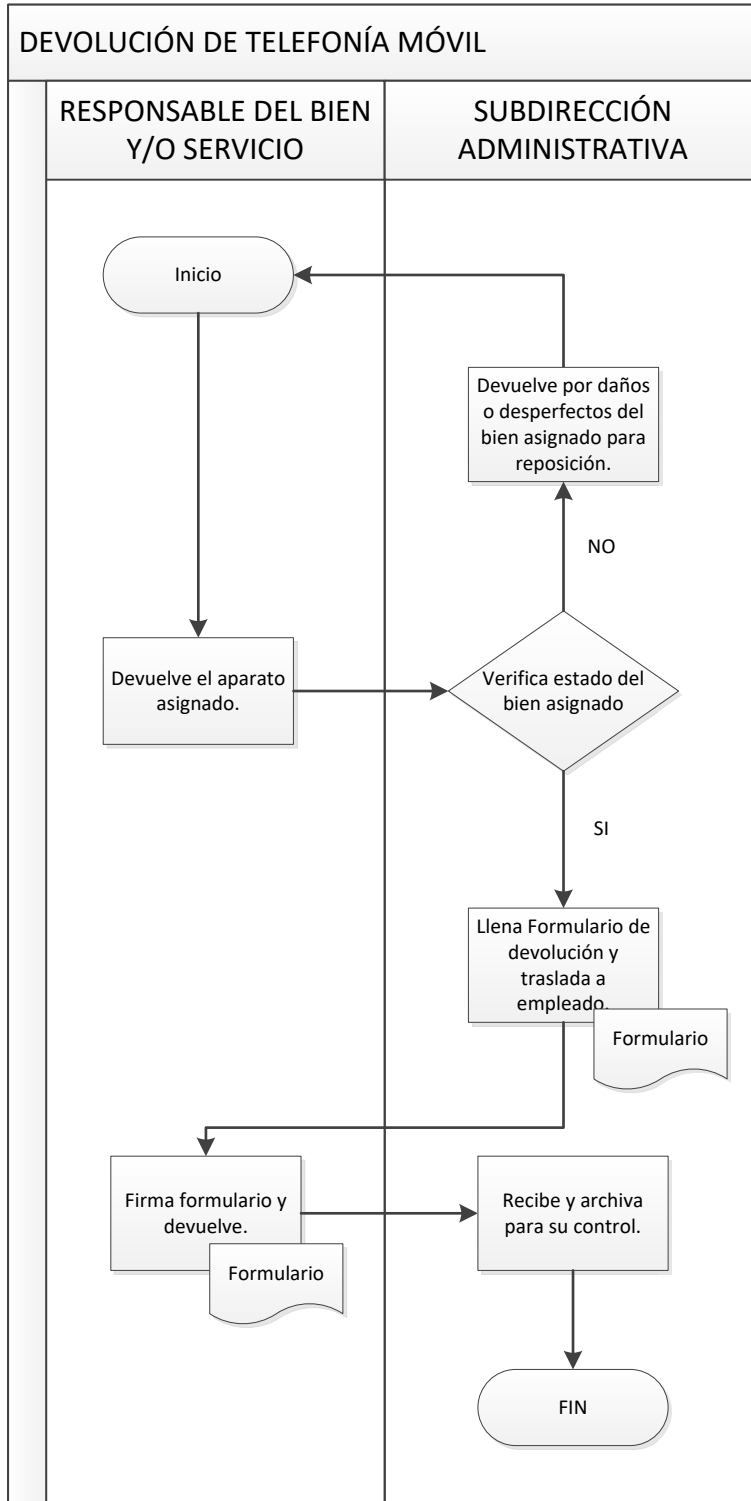 DEVOLUCIÓN DE TELEFONÍA MÓVIL
RESPONSABLE DEL BIEN
Y/O SERVICIO
SUBDIRECCIÓN
ADMINISTRATIVA
Inicio
Devuelve por daños
o desperfectos del
bien asignado para
reposición.
NO
Devuelve el aparato
asignado.
Verifica estado del
bien asignado
SI
Llena Formulario de
devolución y
traslada a
empleado.
Formulario
Firma formulario y
devuelve.
Formulario
Recibe y archiva
para su control.
FIN